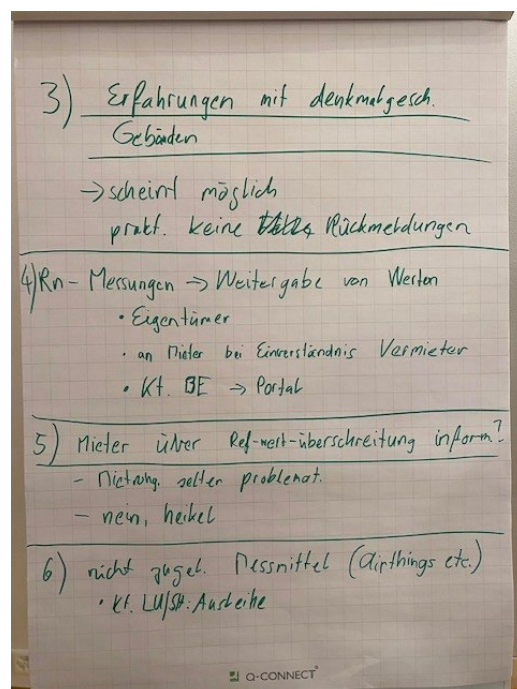 3) Erfahrungen mit denkmalgesch.
Gebäuden
→ scheint möglich
prakt. keine Rückmeldungen
4) Rn-Messungen → Weitergabe von Werten
• Eigentümer
• an Mieter bei Einverständnis Vermieter
• Kt. BE → Portal
5) Mieter über Ref-wert-überschreitung inform?
- Mietwhng. selten problemat.
- nein, heikel
6) nicht zugel. Messmittel (Airthings etc.)
• Kt. LU/SH: Ausleihe
Q-CONNECT®